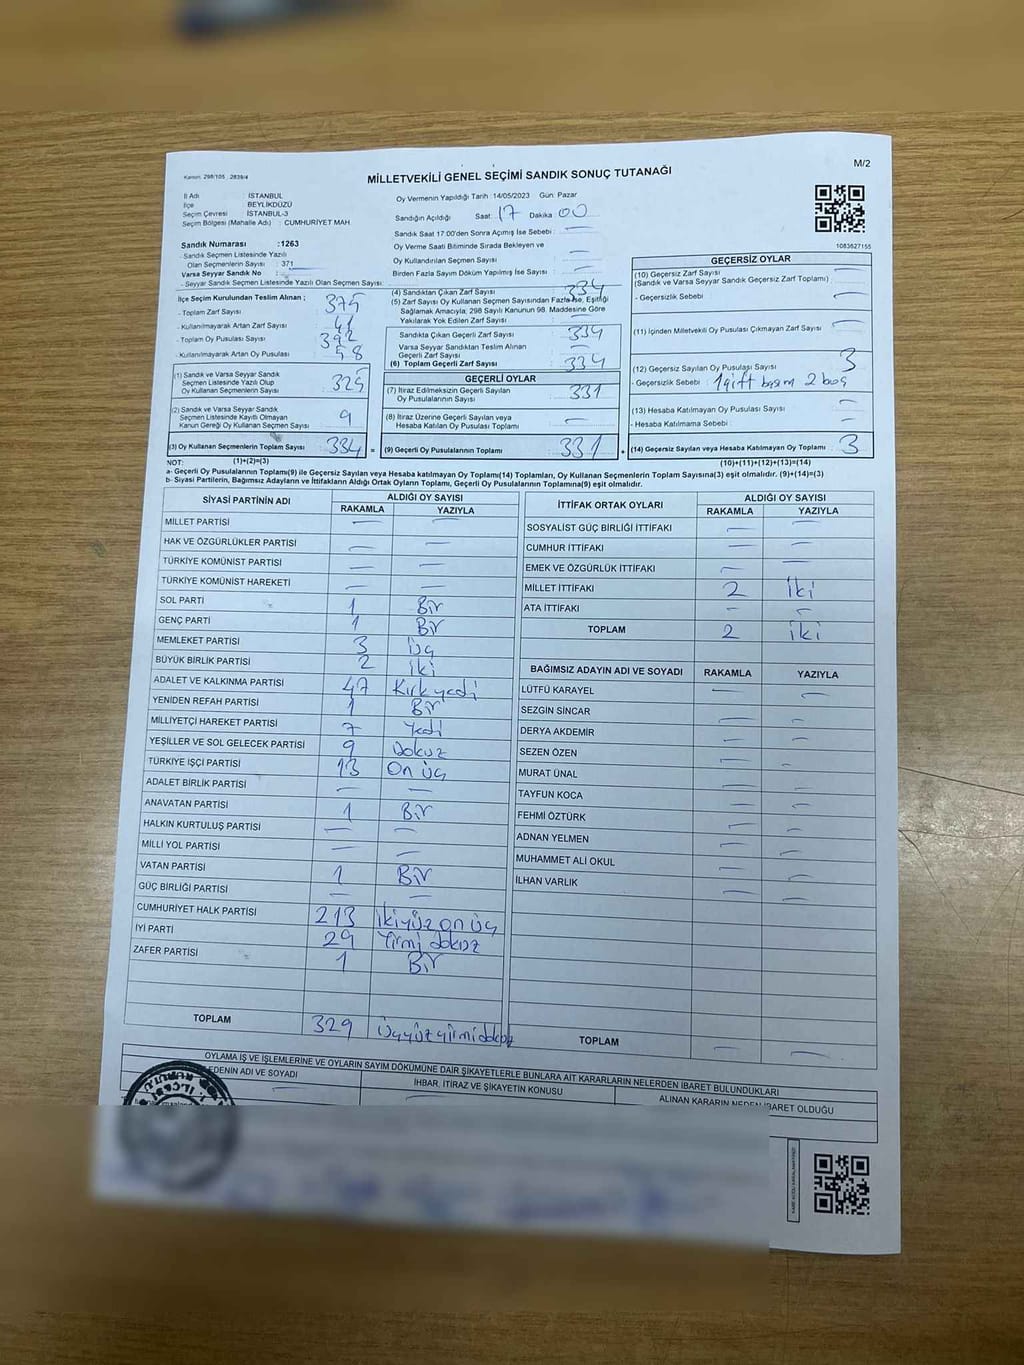 M/2
Kanun: 298/105 , 2839/4
MİLLETVEKİLİ GENEL SEÇİMİ SANDIK SONUÇ TUTANAĞI
1083627155
İl Adı : İSTANBUL
İlçe : BEYLİKDÜZÜ
Seçim Çevresi : İSTANBUL-3
Seçim Bölgesi (Mahalle Adı) : CUMHURİYET MAH.
Sandık Numarası :1263
- Sandık Seçmen Listesinde Yazılı
Olan Seçmenlerin Sayısı : 371
Varsa Seyyar Sandık No :
- Seyyar Sandık Seçmen Listesinde Yazılı Olan Seçmen Sayısı:
İlçe Seçim Kurulundan Teslim Alınan ;
- Toplam Zarf Sayısı : 375
- Kullanılmayarak Artan Zarf Sayısı : 41
- Toplam Oy Pusulası Sayısı : 392
- Kullanılmayarak Artan Oy Pusulası : 58
(1) Sandık ve Varsa Seyyar Sandık
Seçmen Listesinde Yazılı Olup
Oy Kullanan Seçmenlerin Sayısı : 325
(2) Sandık ve Varsa Seyyar Sandık
Seçmen Listesinde Kayıtlı Olmayan
Kanun Gereği Oy Kullanan Seçmen Sayısı : 9
(3) Oy Kullanan Seçmenlerin Toplam Sayısı : 334 =
(1)+(2)=(3)
Oy Vermenin Yapıldığı Tarih :14/05/2023 Gün: Pazar
Sandığın Açıldığı Saat: 17 Dakika 00
Sandık Saat 17:00'den Sonra Açılmış İse Sebebi :
Oy Verme Saati Bitiminde Sırada Bekleyen ve
Oy Kullandırılan Seçmen Sayısı :
Birden Fazla Sayım Döküm Yapılmış İse Sayısı :
(4) Sandıktan Çıkan Zarf Sayısı : 334
(5) Zarf Sayısı Oy Kullanan Seçmen Sayısından Fazla İse, Eşitliği
Sağlamak Amacıyla; 298 Sayılı Kanunun 98. Maddesine Göre
Yakılarak Yok Edilen Zarf Sayısı :
Sandıkla Çıkan Geçerli Zarf Sayısı : 334
Varsa Seyyar Sandıktan Teslim Alınan
Geçerli Zarf Sayısı :
(6) Toplam Geçerli Zarf Sayısı : 334
GEÇERLİ OYLAR
(7) İtiraz Edilmeksizin Geçerli Sayılan
Oy Pusulalarının Sayısı : 331
(8) İtiraz Üzerine Geçerli Sayılan veya
Hesaba Katılan Oy Pusulası Toplamı :
(9) Geçerli Oy Pusulalarının Toplamı : 331
GEÇERSİZ OYLAR
(10) Geçersiz Zarf Sayısı :
(Sandık ve Varsa Seyyar Sandık Geçersiz Zarf Toplamı)
- Geçersizlik Sebebi :
(11) İçinden Milletvekili Oy Pusulası Çıkmayan Zarf Sayısı :
(12) Geçersiz Sayılan Oy Pusulası Sayısı : 3
- Geçersizlik Sebebi : 1 çift basım 2 boş
(13) Hesaba Katılmayan Oy Pusulası Sayısı :
- Hesaba Katılmama Sebebi :
(14) Geçersiz Sayılan veya Hesaba Katılmayan Oy Toplamı : 3
(10)+(11)+(12)+(13)=(14)
NOT:
a- Geçerli Oy Pusulalarının Toplamı(9) ile Geçersiz Sayılan veya Hesaba katılmayan Oy Toplamı(14) Toplamları, Oy Kullanan Seçmenlerin Toplam Sayısına(3) eşit olmalıdır. (9)+(14)=(3)
b- Siyasi Partilerin, Bağımsız Adayların ve İttifakların Aldığı Ortak Oyların Toplamı, Geçerli Oy Pusulalarının Toplamına(9) eşit olmalıdır.
SİYASİ PARTİNİN ADI ALDIĞI OY SAYISI
RAKAMLA YAZIYLA
MİLLET PARTİSİ
HAK VE ÖZGÜRLÜKLER PARTİSİ
TÜRKİYE KOMÜNİST PARTİSİ
TÜRKİYE KOMÜNİST HAREKETİ
SOL PARTİ 1 Bir
GENÇ PARTİ 1 Bir
MEMLEKET PARTİSİ 3 Üç
BÜYÜK BİRLİK PARTİSİ 2 iki
ADALET VE KALKINMA PARTİSİ 47 Kırk yedi
YENİDEN REFAH PARTİSİ 1 Bir
MİLLİYETÇİ HAREKET PARTİSİ 7 Yedi
YEŞİLLER VE SOL GELECEK PARTİSİ 9 Dokuz
TÜRKİYE İŞÇİ PARTİSİ 13 On üç
ADALET BİRLİK PARTİSİ
ANAVATAN PARTİSİ 1 Bir
HALKIN KURTULUŞ PARTİSİ
MİLLİ YOL PARTİSİ
VATAN PARTİSİ 1 Bir
GÜÇ BİRLİĞİ PARTİSİ
CUMHURİYET HALK PARTİSİ 213 ikiyüz on üç
İYİ PARTİ 29 Yirmi dokuz
ZAFER PARTİSİ 1 Bir
TOPLAM 329 Üçyüzyirmidokuz
İTTİFAK ORTAK OYLARI ALDIĞI OY SAYISI
RAKAMLA YAZIYLA
SOSYALİST GÜÇ BİRLİĞİ İTTİFAKI
CUMHUR İTTİFAKI
EMEK VE ÖZGÜRLÜK İTTİFAKI
MİLLET İTTİFAKI 2 İki
ATA İTTİFAKI
TOPLAM 2 iki
BAĞIMSIZ ADAYIN ADI VE SOYADI RAKAMLA YAZIYLA
LÜTFÜ KARAYEL
SEZGİN SİNCAR
DERYA AKDEMİR
SEZEN ÖZEN
MURAT ÜNAL
TAYFUN KOCA
FEHMİ ÖZTÜRK
ADNAN YELMEN
MUHAMMET ALİ OKUL
İLHAN VARLIK
TOPLAM
OYLAMA İŞ VE İŞLEMLERİNE VE OYLARIN SAYIM DÖKÜMÜNE DAİR ŞİKAYETLERLE BUNLARA AİT KARARLARIN NELERDEN İBARET BULUNDUKLARI
EDENİN ADI VE SOYADI İHBAR, İTİRAZ VE ŞİKAYETİN KONUSU ALINAN KARARIN NEDEN İBARET OLDUĞU